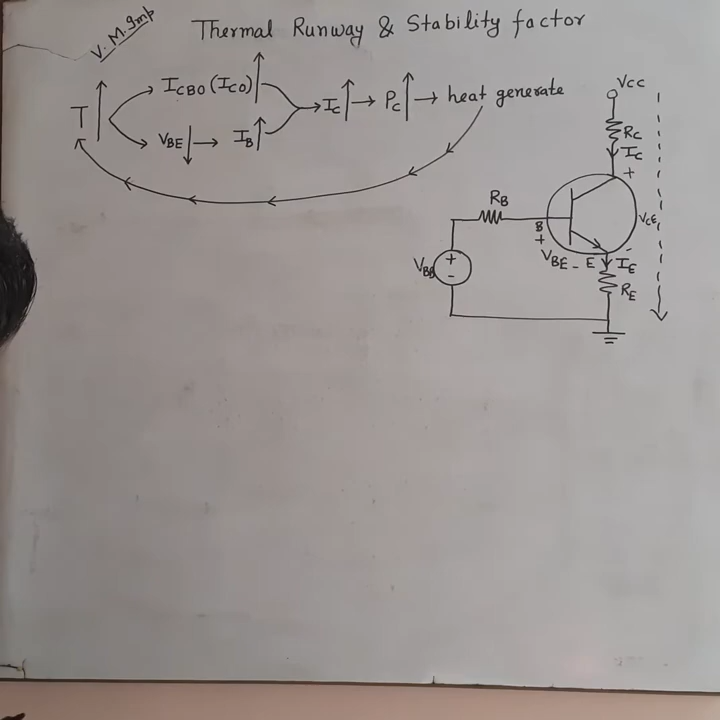 V. M. Imp
Thermal Runway & Stability factor
T↑ → ICBO (ICO)↑ → IC↑ → PC↑ → heat generate
VBE↓ → IB↑
VCC
RC
IC
+
RB
B
VCE
+
-
VBE - E
IE
VBB
+
-
RE